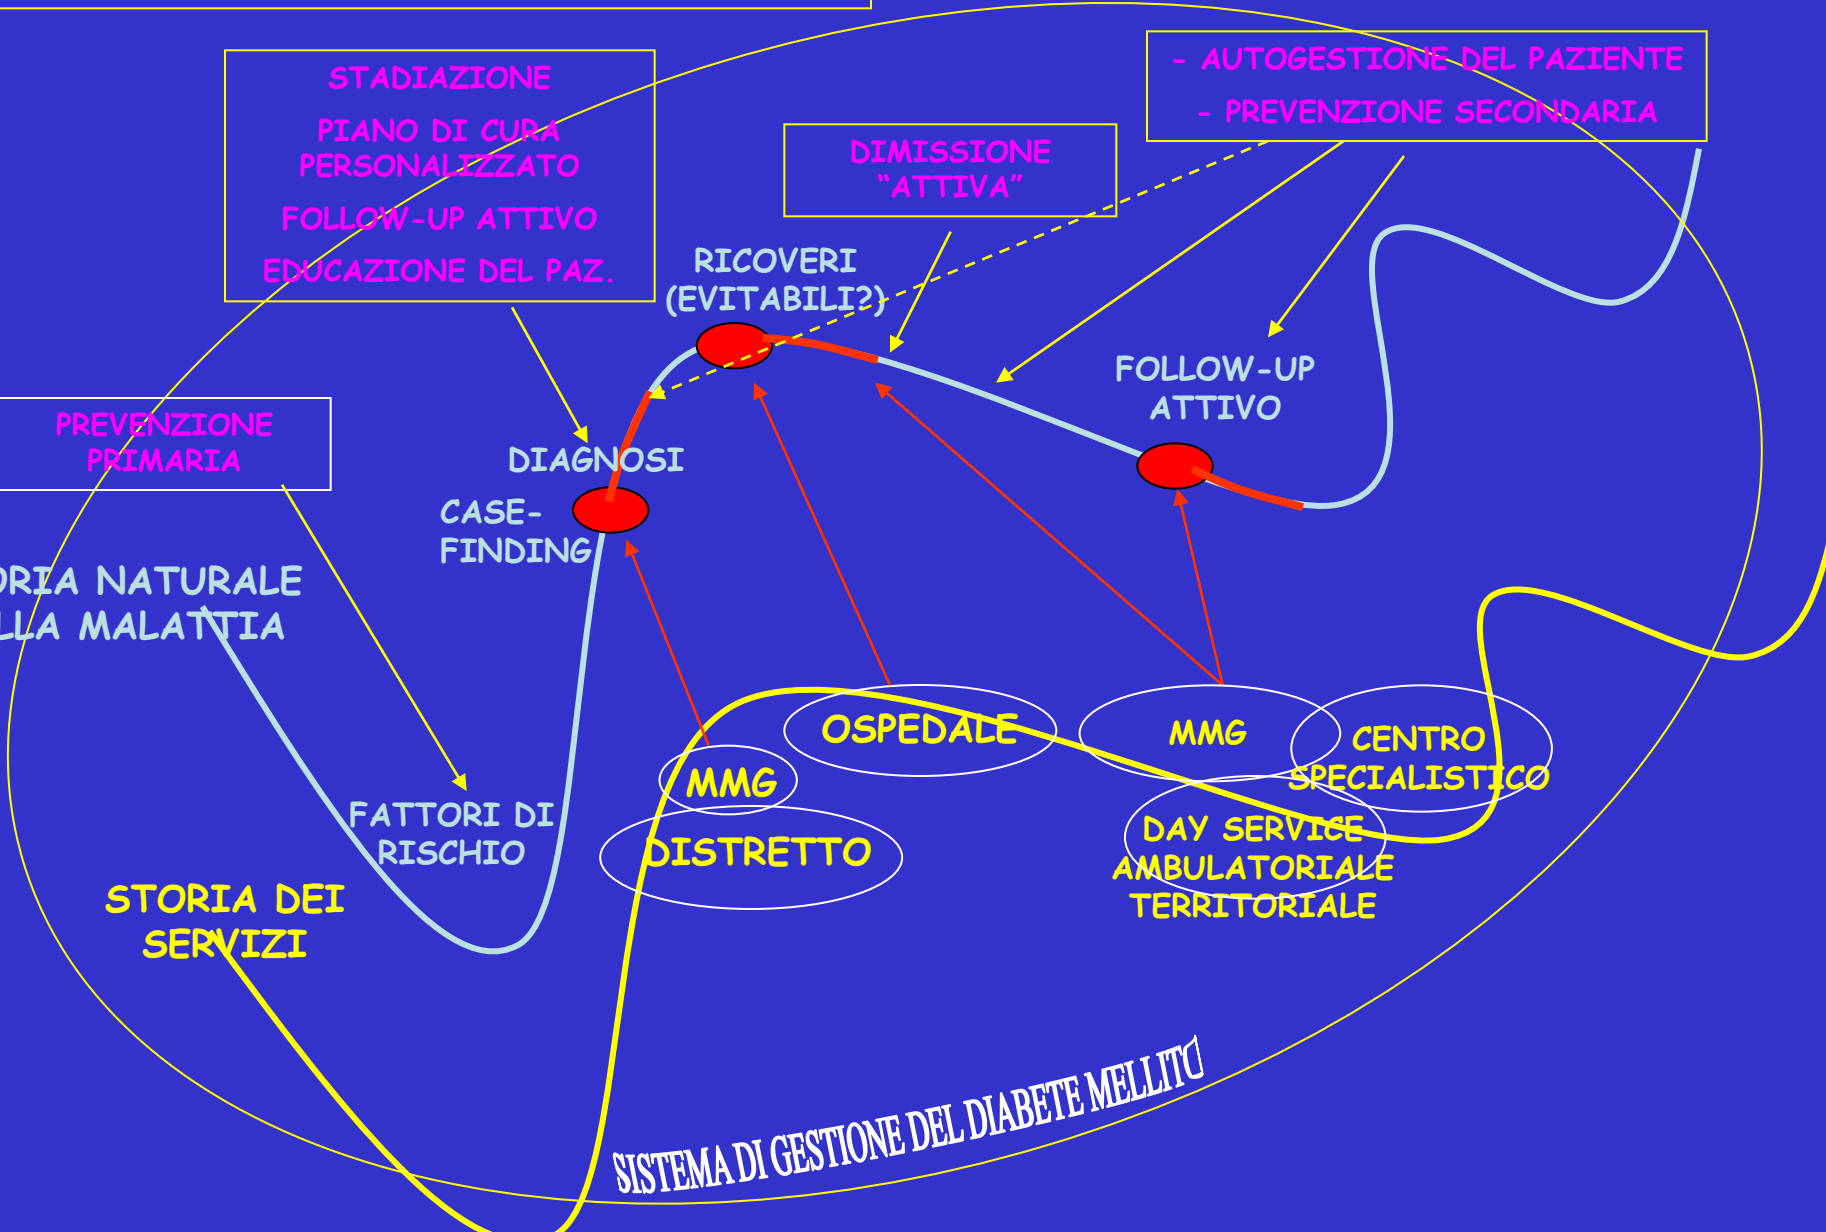 STADIAZIONE
PIANO DI CURA
PERSONALIZZATO
FOLLOW-UP ATTIVO
EDUCAZIONE DEL PAZ.
- AUTOGESTIONE DEL PAZIENTE
- PREVENZIONE SECONDARIA
DIMISSIONE
“ATTIVA”
RICOVERI
(EVITABILI?)
FOLLOW-UP
ATTIVO
PREVENZIONE
PRIMARIA
DIAGNOSI
CASE-
FINDING
ORIA NATURALE
LLA MALATTIA
FATTORI DI
RISCHIO
STORIA DEI
SERVIZI
OSPEDALE
MMG
DISTRETTO
MMG
CENTRO
SPECIALISTICO
DAY SERVICE
AMBULATORIALE
TERRITORIALE
SISTEMA DI GESTIONE DEL DIABETE MELLITO